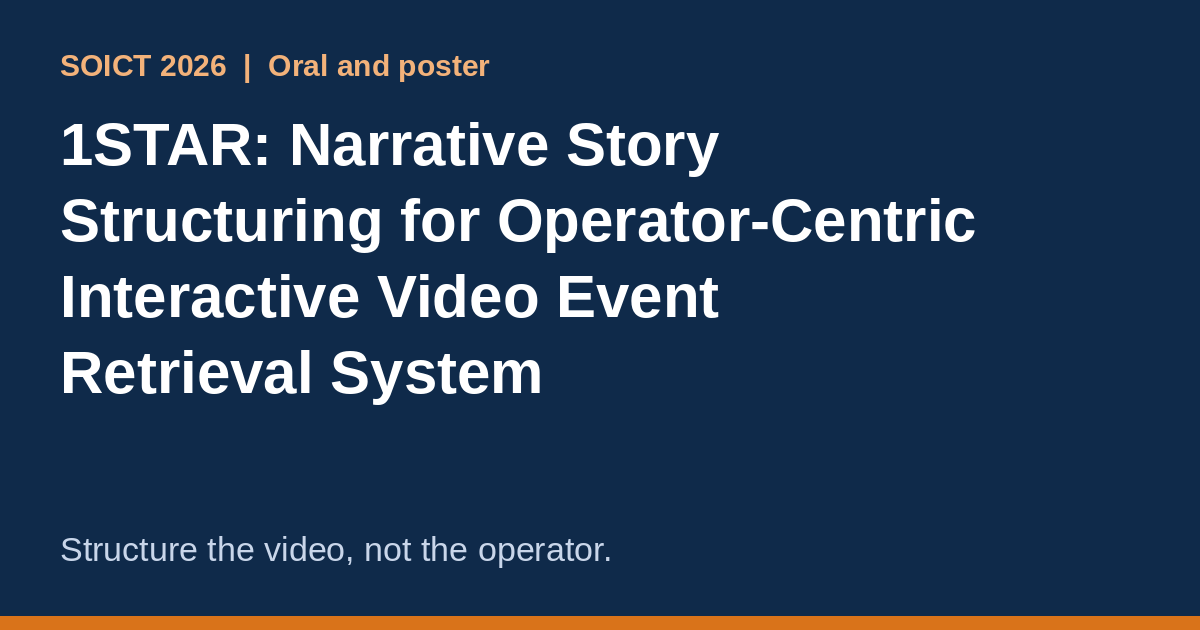 SOICT 2026 | Oral and poster
1STAR: Narrative Story
Structuring for Operator-Centric
Interactive Video Event
Retrieval System
Structure the video, not the operator.